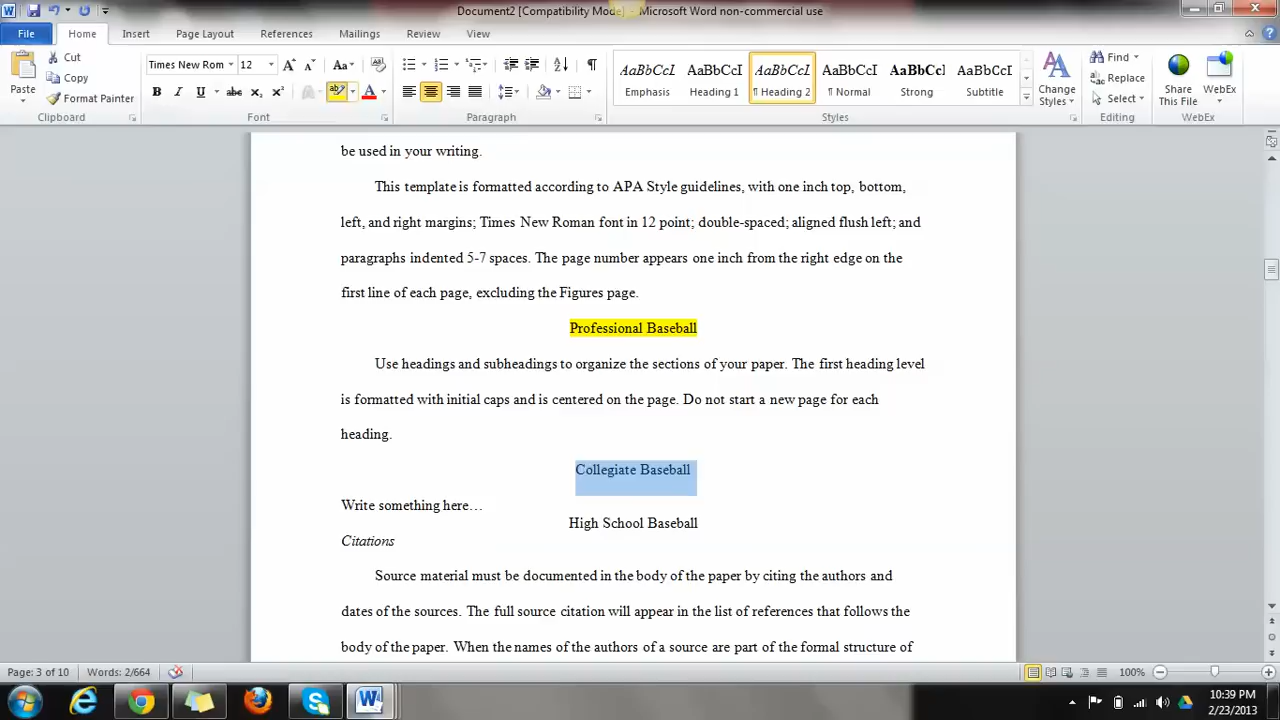 Document2 [Compatibility Mode] - Microsoft Word non-commercial use
File Home Insert Page Layout References Mailings Review View
Paste
Cut
Copy
Format Painter
Clipboard
Times New Rom 12
Font
Paragraph
AaBbCcI AaBbCcI AaBbCcI AaBbCcI AaBbCcI AaBbCcI
Emphasis Heading 1 ¶ Heading 2 ¶ Normal Strong Subtitle
Change Styles
Styles
Find
Replace
Select
Editing
Share This File
WebEx
WebEx
be used in your writing.
This template is formatted according to APA Style guidelines, with one inch top, bottom,
left, and right margins; Times New Roman font in 12 point; double-spaced; aligned flush left; and
paragraphs indented 5-7 spaces. The page number appears one inch from the right edge on the
first line of each page, excluding the Figures page.
Professional Baseball
Use headings and subheadings to organize the sections of your paper. The first heading level
is formatted with initial caps and is centered on the page. Do not start a new page for each
heading.
Collegiate Baseball
Write something here…
High School Baseball
Citations
Source material must be documented in the body of the paper by citing the authors and
dates of the sources. The full source citation will appear in the list of references that follows the
body of the paper. When the names of the authors of a source are part of the formal structure of
Page: 3 of 10 Words: 2/664 100%
10:39 PM
2/23/2013